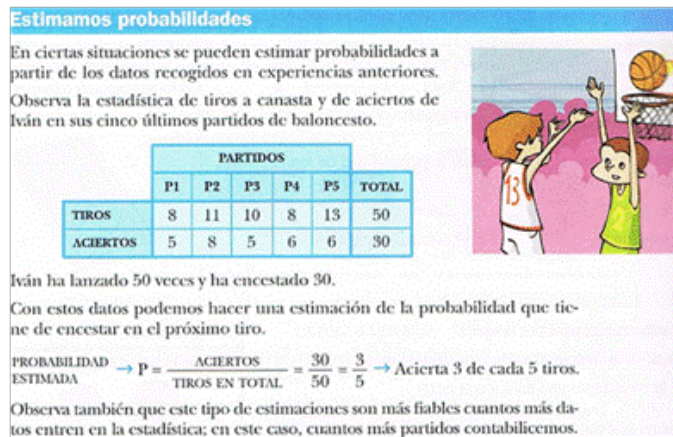 Estimamos probabilidades
En ciertas situaciones se pueden estimar probabilidades a
partir de los datos recogidos en experiencias anteriores.
Observa la estadística de tiros a canasta y de aciertos de
Iván en sus cinco últimos partidos de baloncesto.
PARTIDOS
P1 P2 P3 P4 P5 TOTAL
TIROS 8 11 10 8 13 50
ACIERTOS 5 8 5 6 6 30
13
Iván ha lanzado 50 veces y ha encestado 30.
Con estos datos podemos hacer una estimación de la probabilidad que tie-
ne de encestar en el próximo tiro.
PROBABILIDAD ESTIMADA → P = ACIERTOS / TIROS EN TOTAL = 30/50 = 3/5 → Acierta 3 de cada 5 tiros.
Observa también que este tipo de estimaciones son más fiables cuantos más da-
tos entren en la estadística; en este caso, cuantos más partidos contabilicemos.